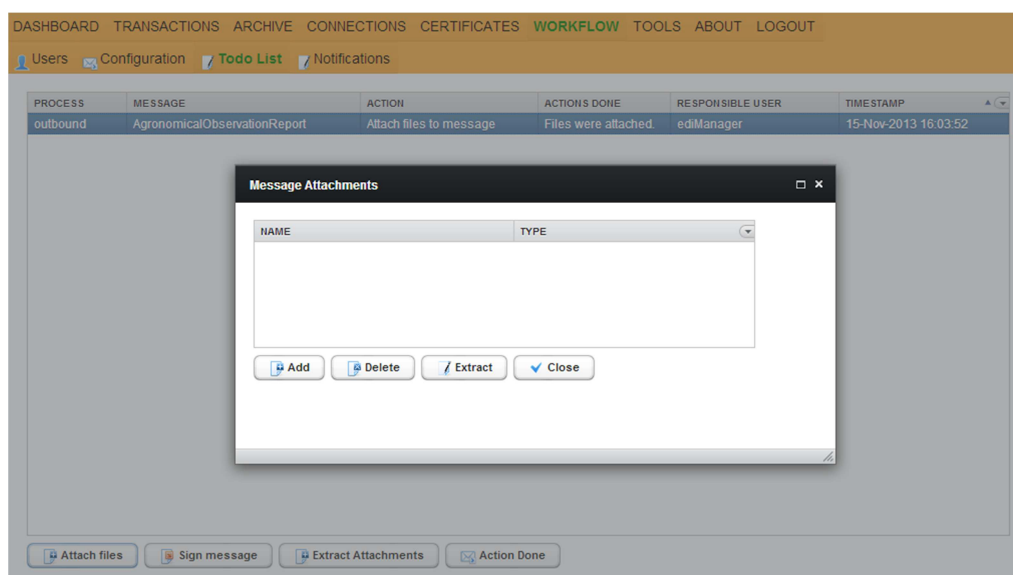 DASHBOARD TRANSACTIONS ARCHIVE CONNECTIONS CERTIFICATES WORKFLOW TOOLS ABOUT LOGOUT
Users Configuration Todo List Notifications
PROCESS MESSAGE ACTION ACTIONS DONE RESPONSIBLE USER TIMESTAMP
outbound AgronomicalObservationReport Attach files to message Files were attached. ediManager 15-Nov-2013 16:03:52
Message Attachments
NAME TYPE
Add Delete Extract Close
Attach files Sign message Extract Attachments Action Done